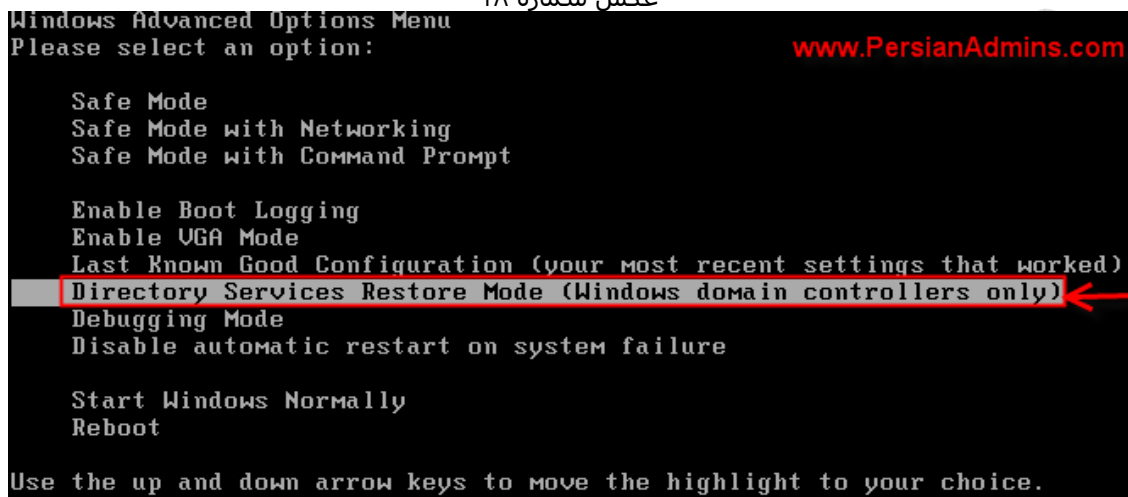 عکس شماره ۱۸
Windows Advanced Options Menu
Please select an option:
www.PersianAdmins.com
Safe Mode
Safe Mode with Networking
Safe Mode with Command Prompt
Enable Boot Logging
Enable VGA Mode
Last Known Good Configuration (your most recent settings that worked)
Directory Services Restore Mode (Windows domain controllers only)
Debugging Mode
Disable automatic restart on system failure
Start Windows Normally
Reboot
Use the up and down arrow keys to move the highlight to your choice.